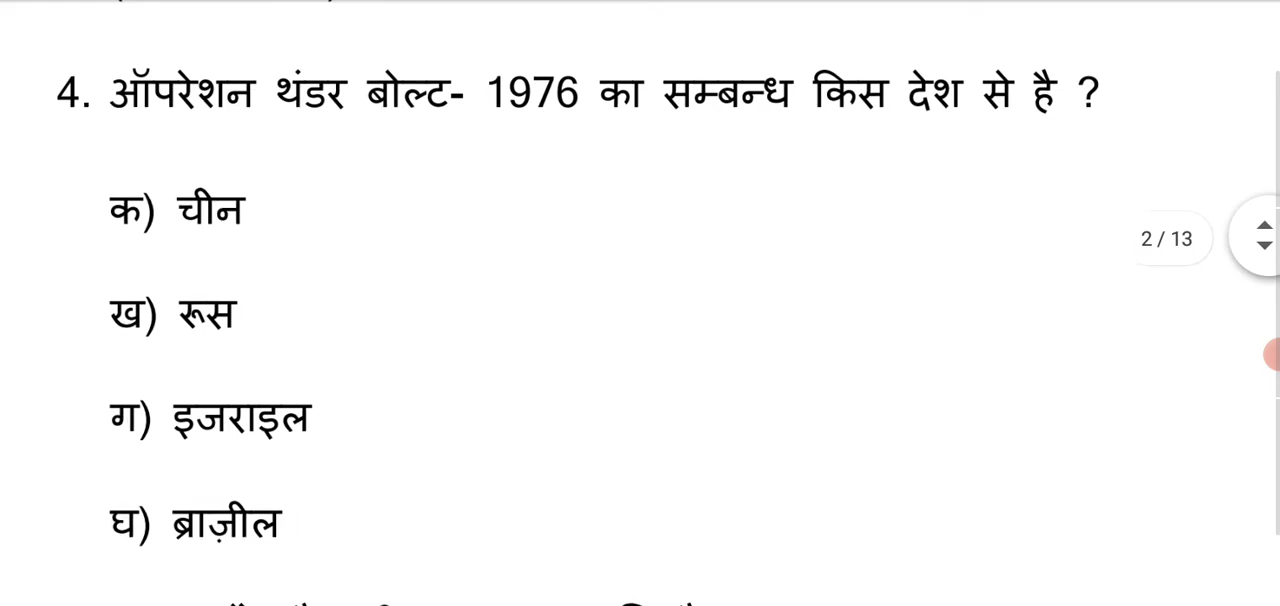 4. ऑपरेशन थंडर बोल्ट- 1976 का सम्बन्ध किस देश से है ?
क) चीन
2 / 13
ख) रूस
ग) इजराइल
घ) ब्राज़ील